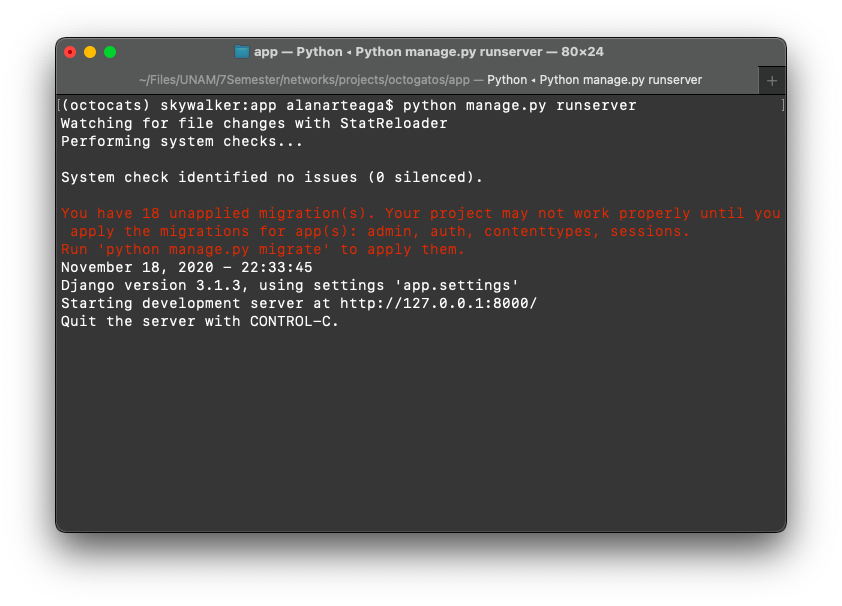 app — Python ◂ Python manage.py runserver — 80×24
~/Files/UNAM/7Semester/networks/projects/octogatos/app — Python ◂ Python manage.py runserver
+
[(octocats) skywalker:app alanarteaga$ python manage.py runserver ]
Watching for file changes with StatReloader
Performing system checks...
System check identified no issues (0 silenced).
You have 18 unapplied migration(s). Your project may not work properly until you
apply the migrations for app(s): admin, auth, contenttypes, sessions.
Run 'python manage.py migrate' to apply them.
November 18, 2020 - 22:33:45
Django version 3.1.3, using settings 'app.settings'
Starting development server at http://127.0.0.1:8000/
Quit the server with CONTROL-C.